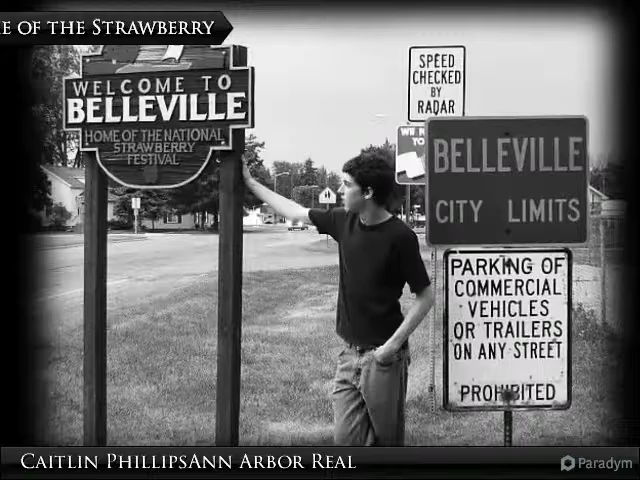 E OF THE STRAWBERRY
WELCOME TO
BELLEVILLE
HOME OF THE NATIONAL
STRAWBERRY
FESTIVAL
SPEED
CHECKED
BY
RADAR
TO
BELLEVILLE
CITY LIMITS
PARKING OF
COMMERCIAL
VEHICLES
OR TRAILERS
ON ANY STREET
PROHIBITED
CAITLIN PHILLIPSANN ARBOR REAL
Paradym